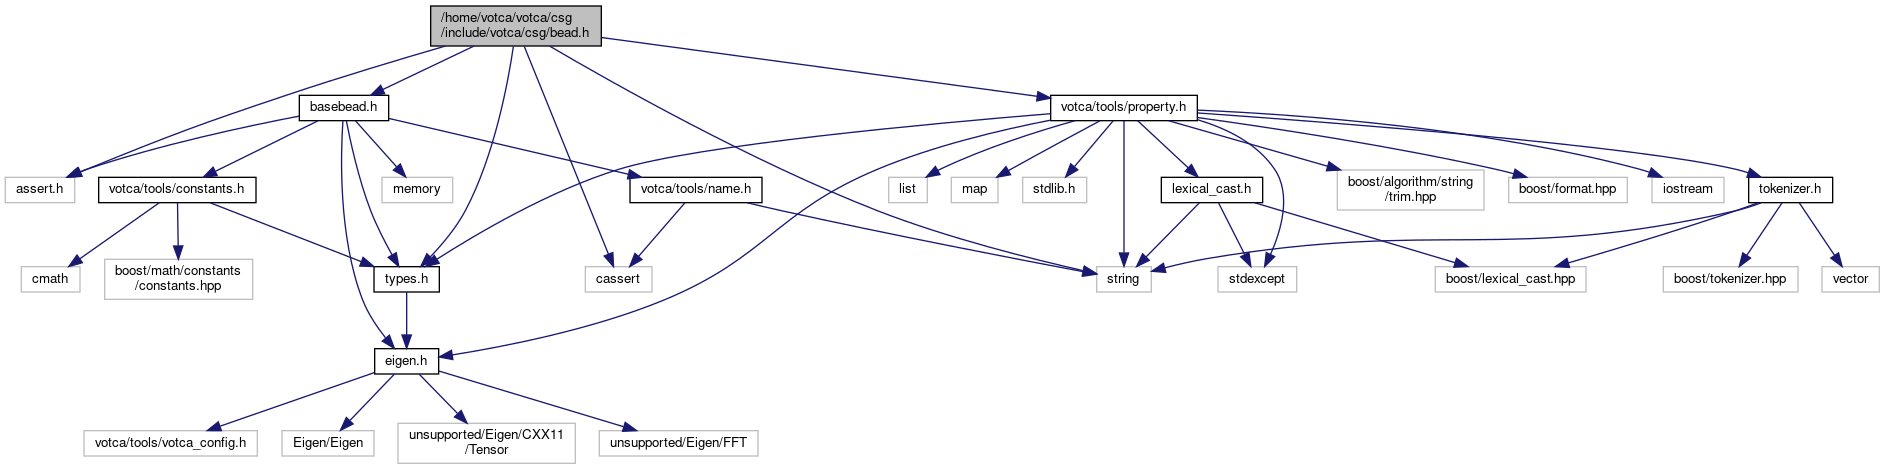 /home/votca/votca/csg
/include/votca/csg/bead.h
basebead.h
votca/tools/property.h
assert.h
votca/tools/constants.h
memory
votca/tools/name.h
list
map
stdlib.h
lexical_cast.h
boost/algorithm/string
/trim.hpp
boost/format.hpp
iostream
tokenizer.h
cmath
boost/math/constants
/constants.hpp
types.h
cassert
string
stdexcept
boost/lexical_cast.hpp
boost/tokenizer.hpp
vector
eigen.h
votca/tools/votca_config.h
Eigen/Eigen
unsupported/Eigen/CXX11
/Tensor
unsupported/Eigen/FFT